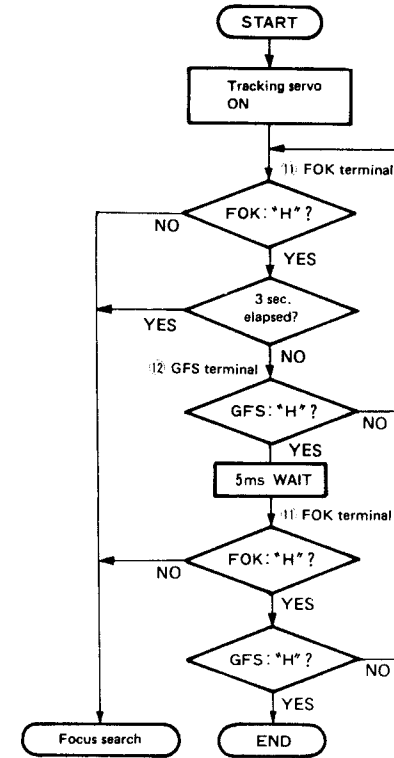 START
Tracking servo
ON
⑪ FOK terminal
FOK: "H" ?
NO
YES
3 sec.
elapsed?
YES
NO
⑫ GFS terminal
GFS: "H" ?
NO
YES
5ms WAIT
⑪ FOK terminal
FOK: "H" ?
NO
YES
GFS: "H" ?
NO
YES
Focus search
END